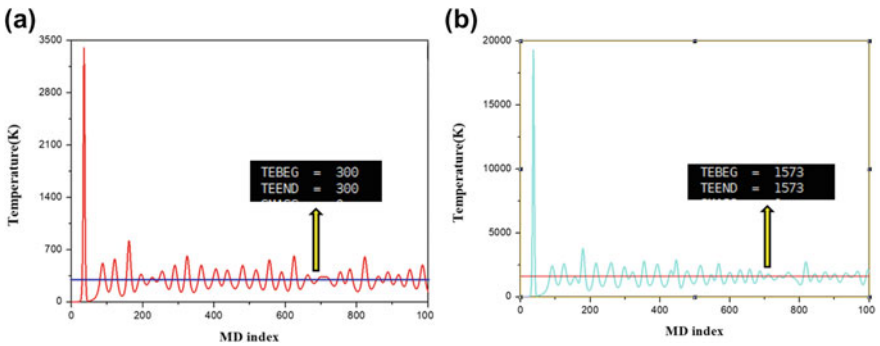 (a)
3500
2800
2100
1400
700
0
Temperature(K)
TEBEG = 300
TEEND = 300
0 200 400 600 800 100
MD index
(b)
20000
15000
10000
5000
0
Temperature(K)
TEBEG = 1573
TEEND = 1573
0 200 400 600 800 100
MD index